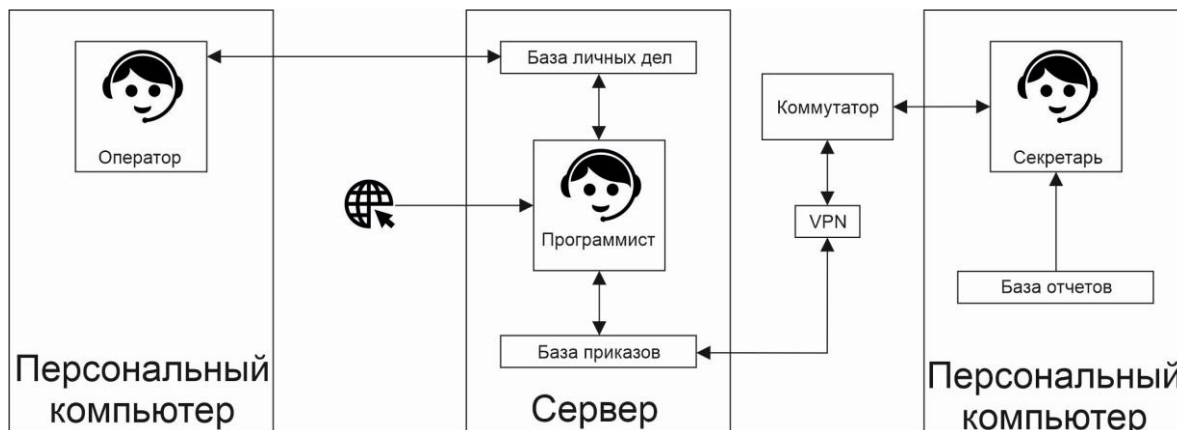 Оператор
Персональный
компьютер
База личных дел
Программист
База приказов
Сервер
Коммутатор
VPN
Секретарь
База отчетов
Персональный
компьютер